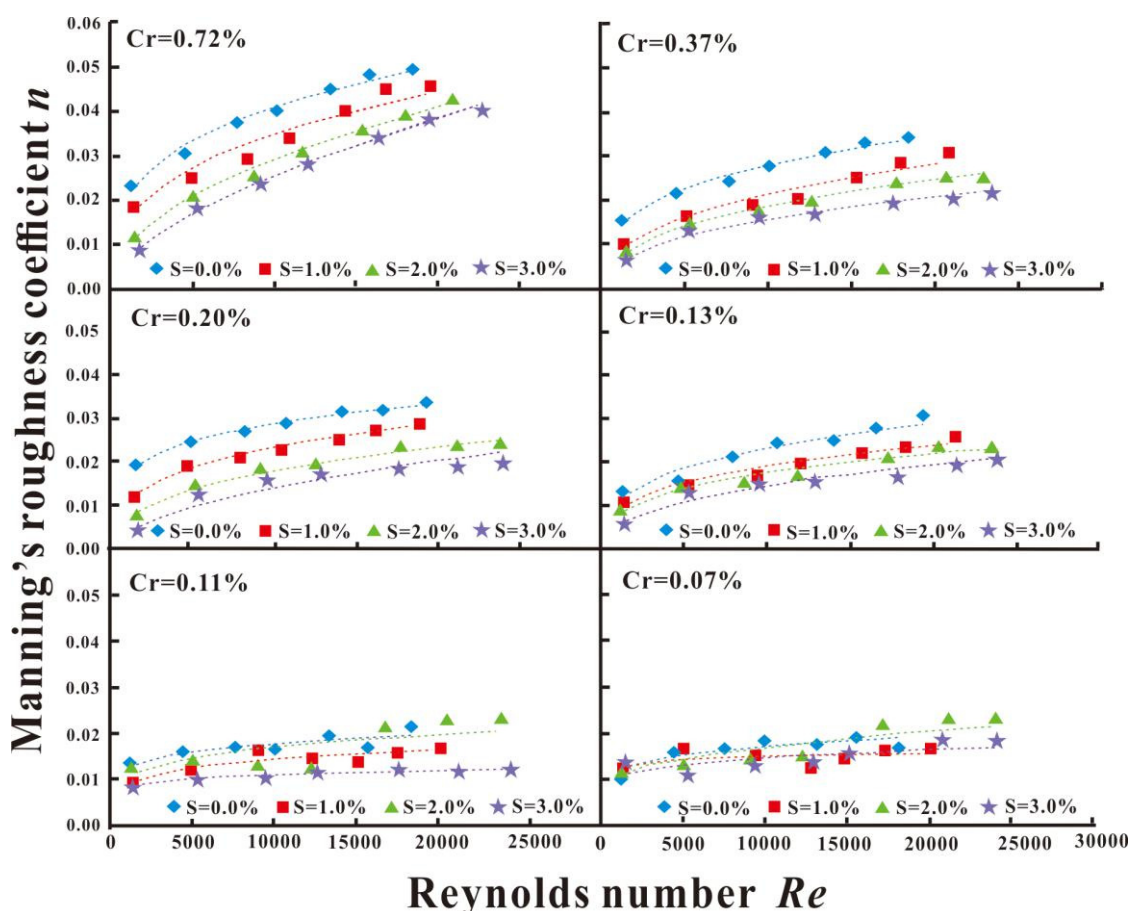 Manning's roughness coefficient n
0.06
0.05
0.04
0.03
0.02
0.01
0.00
Cr=0.72%
S=0.0% S=1.0% S=2.0% S=3.0%
Cr=0.37%
S=0.0% S=1.0% S=2.0% S=3.0%
0.05
0.04
0.03
0.02
0.01
0.00
Cr=0.20%
S=0.0% S=1.0% S=2.0% S=3.0%
Cr=0.13%
S=0.0% S=1.0% S=2.0% S=3.0%
0.05
0.04
0.03
0.02
0.01
0.00
Cr=0.11%
S=0.0% S=1.0% S=2.0% S=3.0%
Cr=0.07%
S=0.0% S=1.0% S=2.0% S=3.0%
0 5000 10000 15000 20000 25000
0 5000 10000 15000 20000 25000 30000
Reynolds number Re